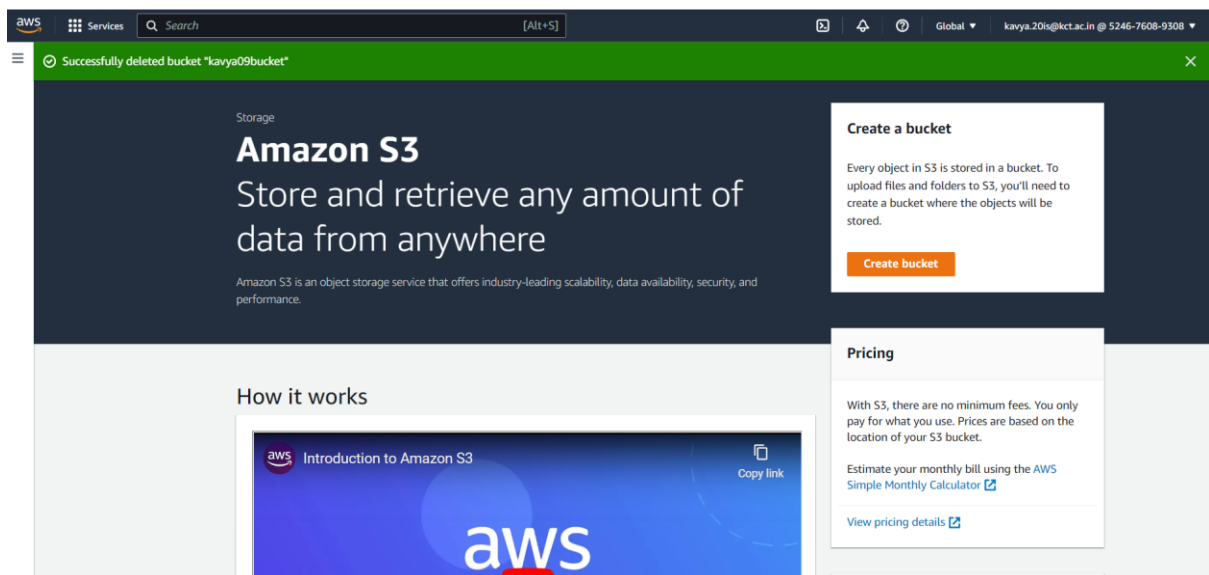 aws
Services
Search
[Alt+S]
Global
kavya.20is@kct.ac.in @ 5246-7608-9308
Successfully deleted bucket "kavya09bucket"
Storage
Amazon S3
Store and retrieve any amount of
data from anywhere
Amazon S3 is an object storage service that offers industry-leading scalability, data availability, security, and
performance.
Create a bucket
Every object in S3 is stored in a bucket. To
upload files and folders to S3, you'll need to
create a bucket where the objects will be
stored.
Create bucket
Pricing
With S3, there are no minimum fees. You only
pay for what you use. Prices are based on the
location of your S3 bucket.
Estimate your monthly bill using the AWS
Simple Monthly Calculator
View pricing details
How it works
aws
Introduction to Amazon S3
Copy link
aws